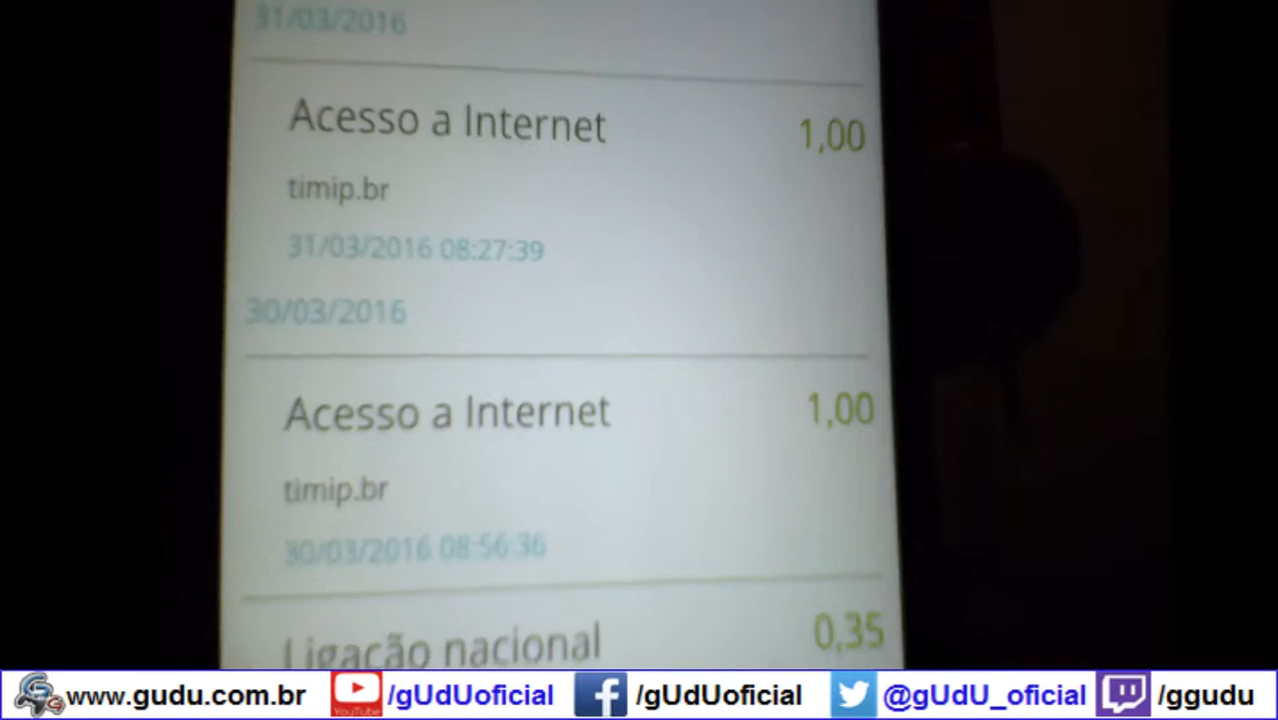 31/03/2016
Acesso a Internet 1,00
timip.br
31/03/2016 08:27:39
30/03/2016
Acesso a Internet 1,00
timip.br
30/03/2016 08:56:36
Ligação nacional 0,35
www.gudu.com.br YouTube /gUdUoficial /gUdUoficial @gUdU_oficial /ggudu